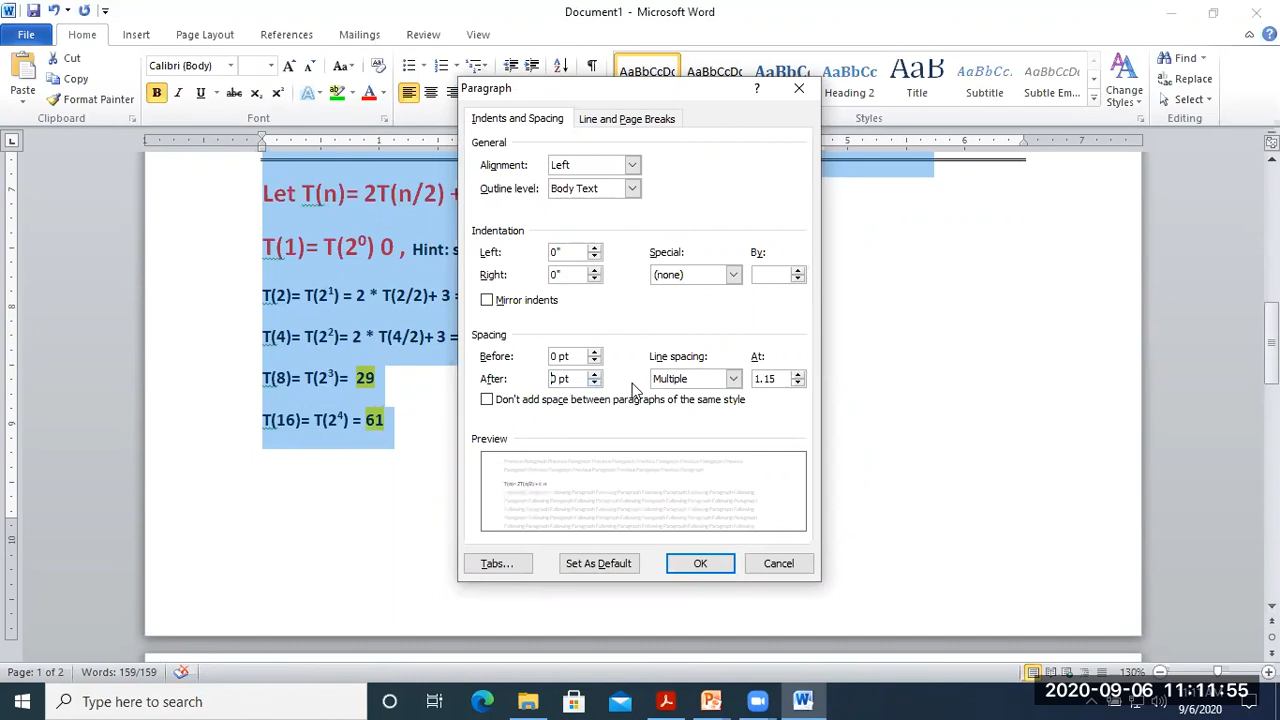 Document1 - Microsoft Word
File Home Insert Page Layout References Mailings Review View
Cut
Copy
Format Painter
Paste
Clipboard
Calibri (Body)
Font
AaBbCcDc AaBbCcDc AaBbC AaBbCc AaB AaBbCc. AaBbCcDc
Heading 2 Title Subtitle Subtle Em...
Change Styles
Styles
Find
Replace
Select
Editing
Paragraph
Indents and Spacing Line and Page Breaks
General
Alignment: Left
Outline level: Body Text
Indentation
Left: 0"
Right: 0"
Special: By:
(none)
Mirror indents
Spacing
Before: 0 pt
After: 0 pt
Line spacing: At:
Multiple 1.15
Don't add space between paragraphs of the same style
Preview
Tabs... Set As Default OK Cancel
Let T(n)= 2T(n/2) +
T(1)= T(2⁰) 0 , Hint: s
T(2)= T(2¹) = 2 * T(2/2)+ 3 =
T(4)= T(2²)= 2 * T(4/2)+ 3 =
T(8)= T(2³)= 29
T(16)= T(2⁴) = 61
Page: 1 of 2 Words: 159/159 130%
Type here to search
2020-09-06 11:11:55
9/6/2020